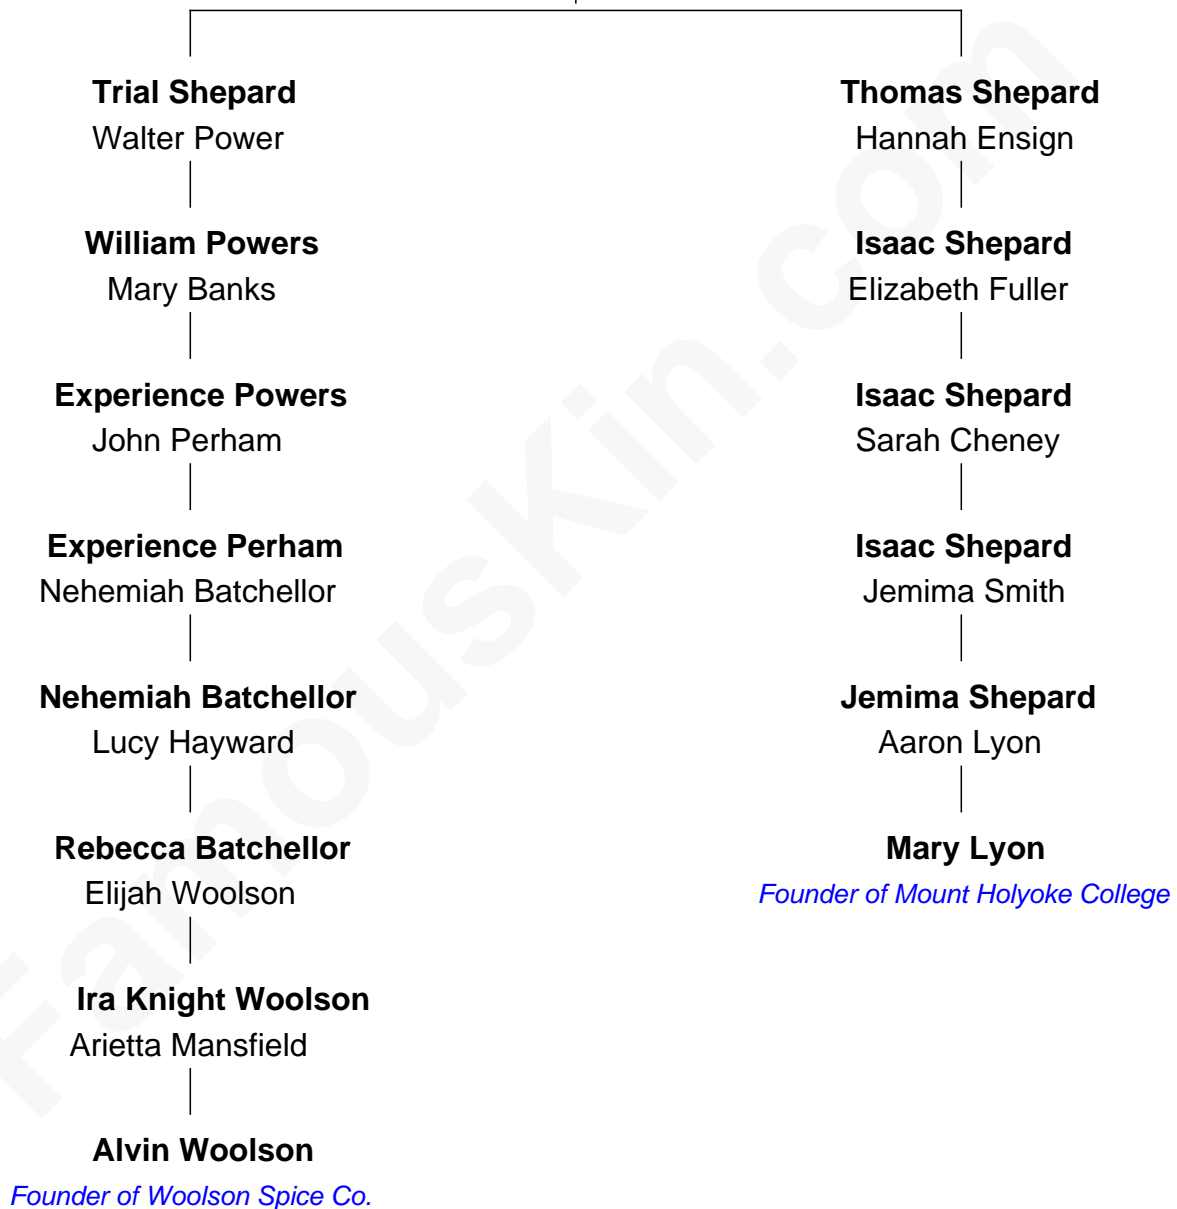 Trial Shepard
Walter Power
William Powers
Mary Banks
Experience Powers
John Perham
Experience Perham
Nehemiah Batchellor
Nehemiah Batchellor
Lucy Hayward
Rebecca Batchellor
Elijah Woolson
Ira Knight Woolson
Arietta Mansfield
Alvin Woolson
Founder of Woolson Spice Co.
Thomas Shepard
Hannah Ensign
Isaac Shepard
Elizabeth Fuller
Isaac Shepard
Sarah Cheney
Isaac Shepard
Jemima Smith
Jemima Shepard
Aaron Lyon
Mary Lyon
Founder of Mount Holyoke College
FamousKin.com